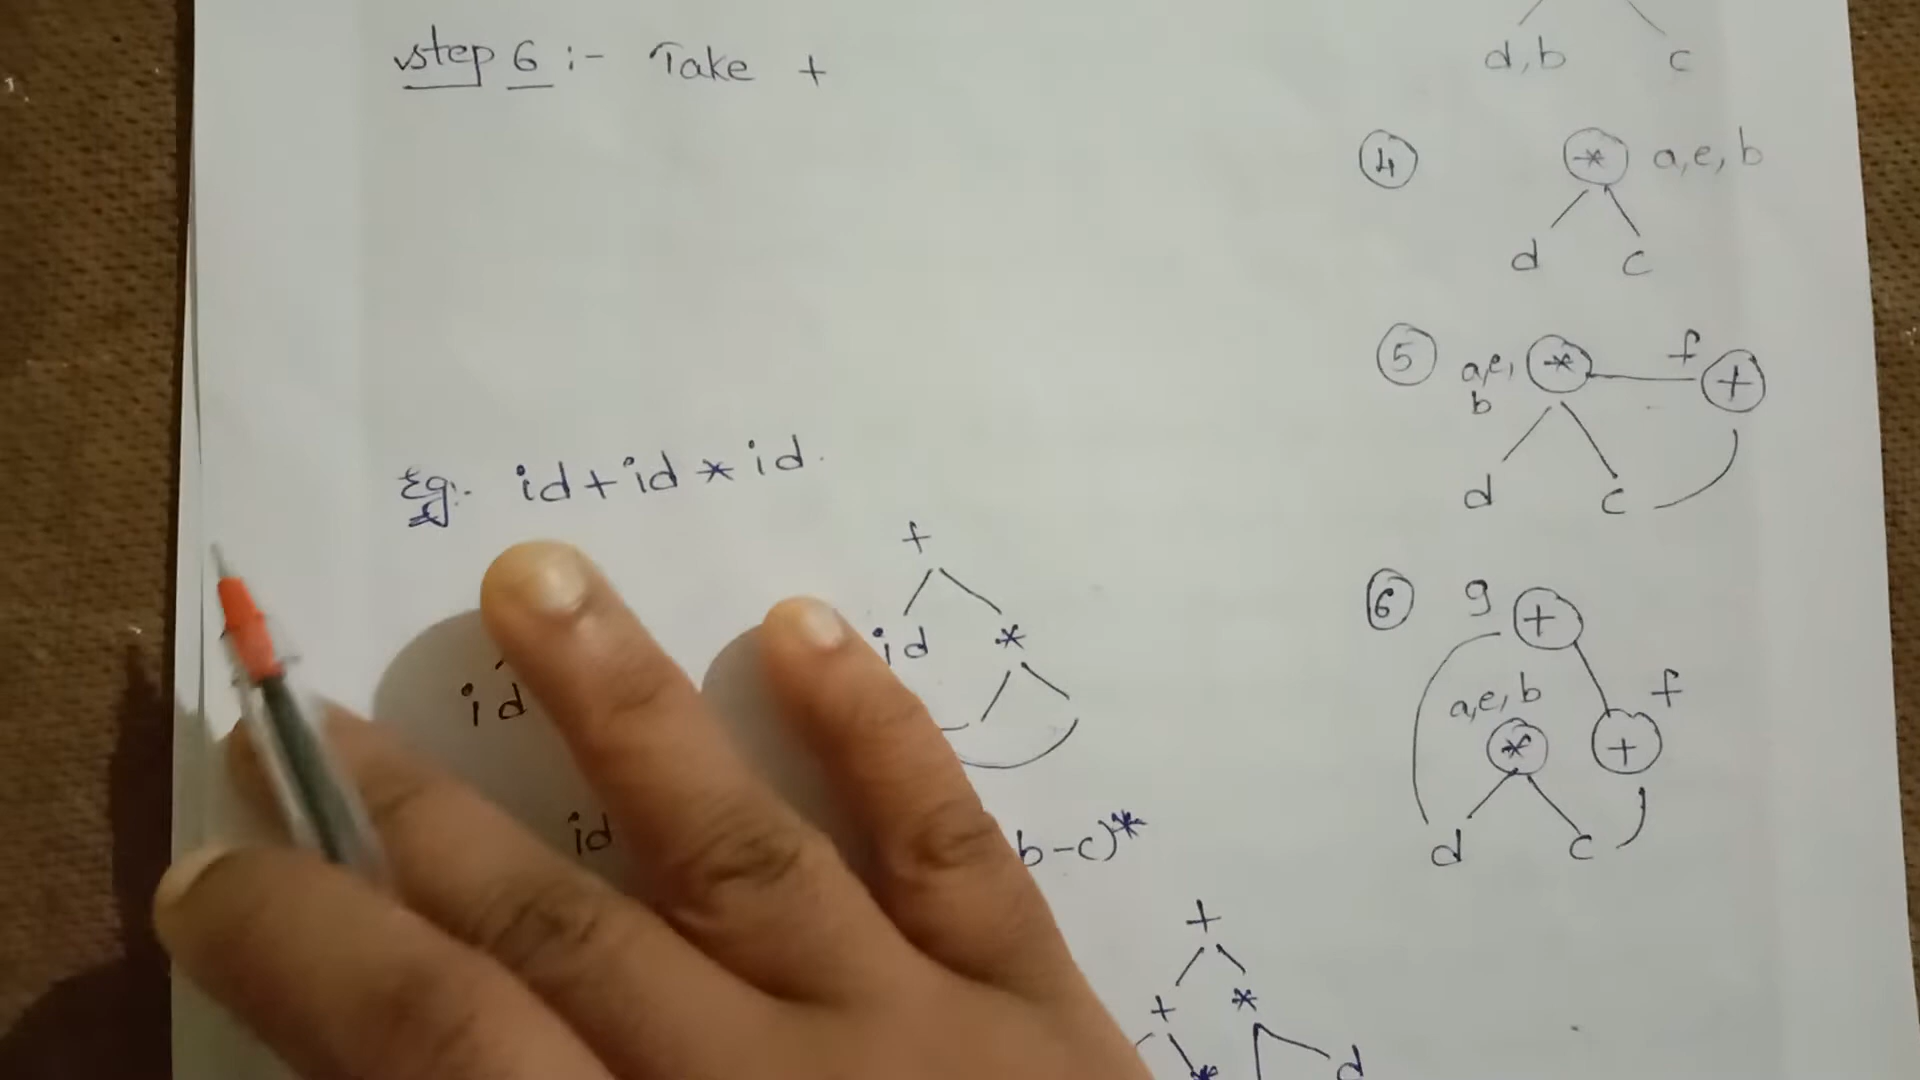 step 6 :- Take +
Eg:- id + id * id.
+
id *
id
id
b-c)*
+
+ *
* d
d, b c
4 * a, e, b
d c
5 a, e, * f +
b
d c
6 g +
a, e, b f
* +
d c